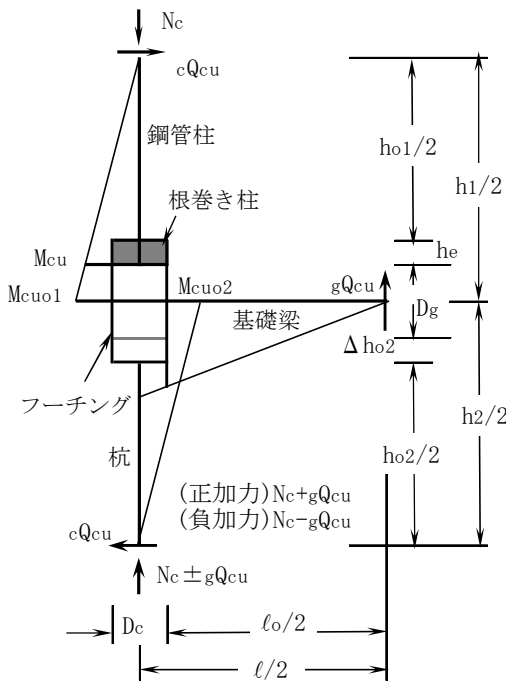 Nc
cQcu
鋼管柱
ho1/2
h1/2
根巻き柱
Mcu
he
Mcuo1
Mcuo2
gQcu
Dg
基礎梁
Δho2
フーチング
h2/2
杭
ho2/2
(正加力)Nc+gQcu
(負加力)Nc−gQcu
cQcu
Nc±gQcu
Dc
ℓo/2
ℓ/2